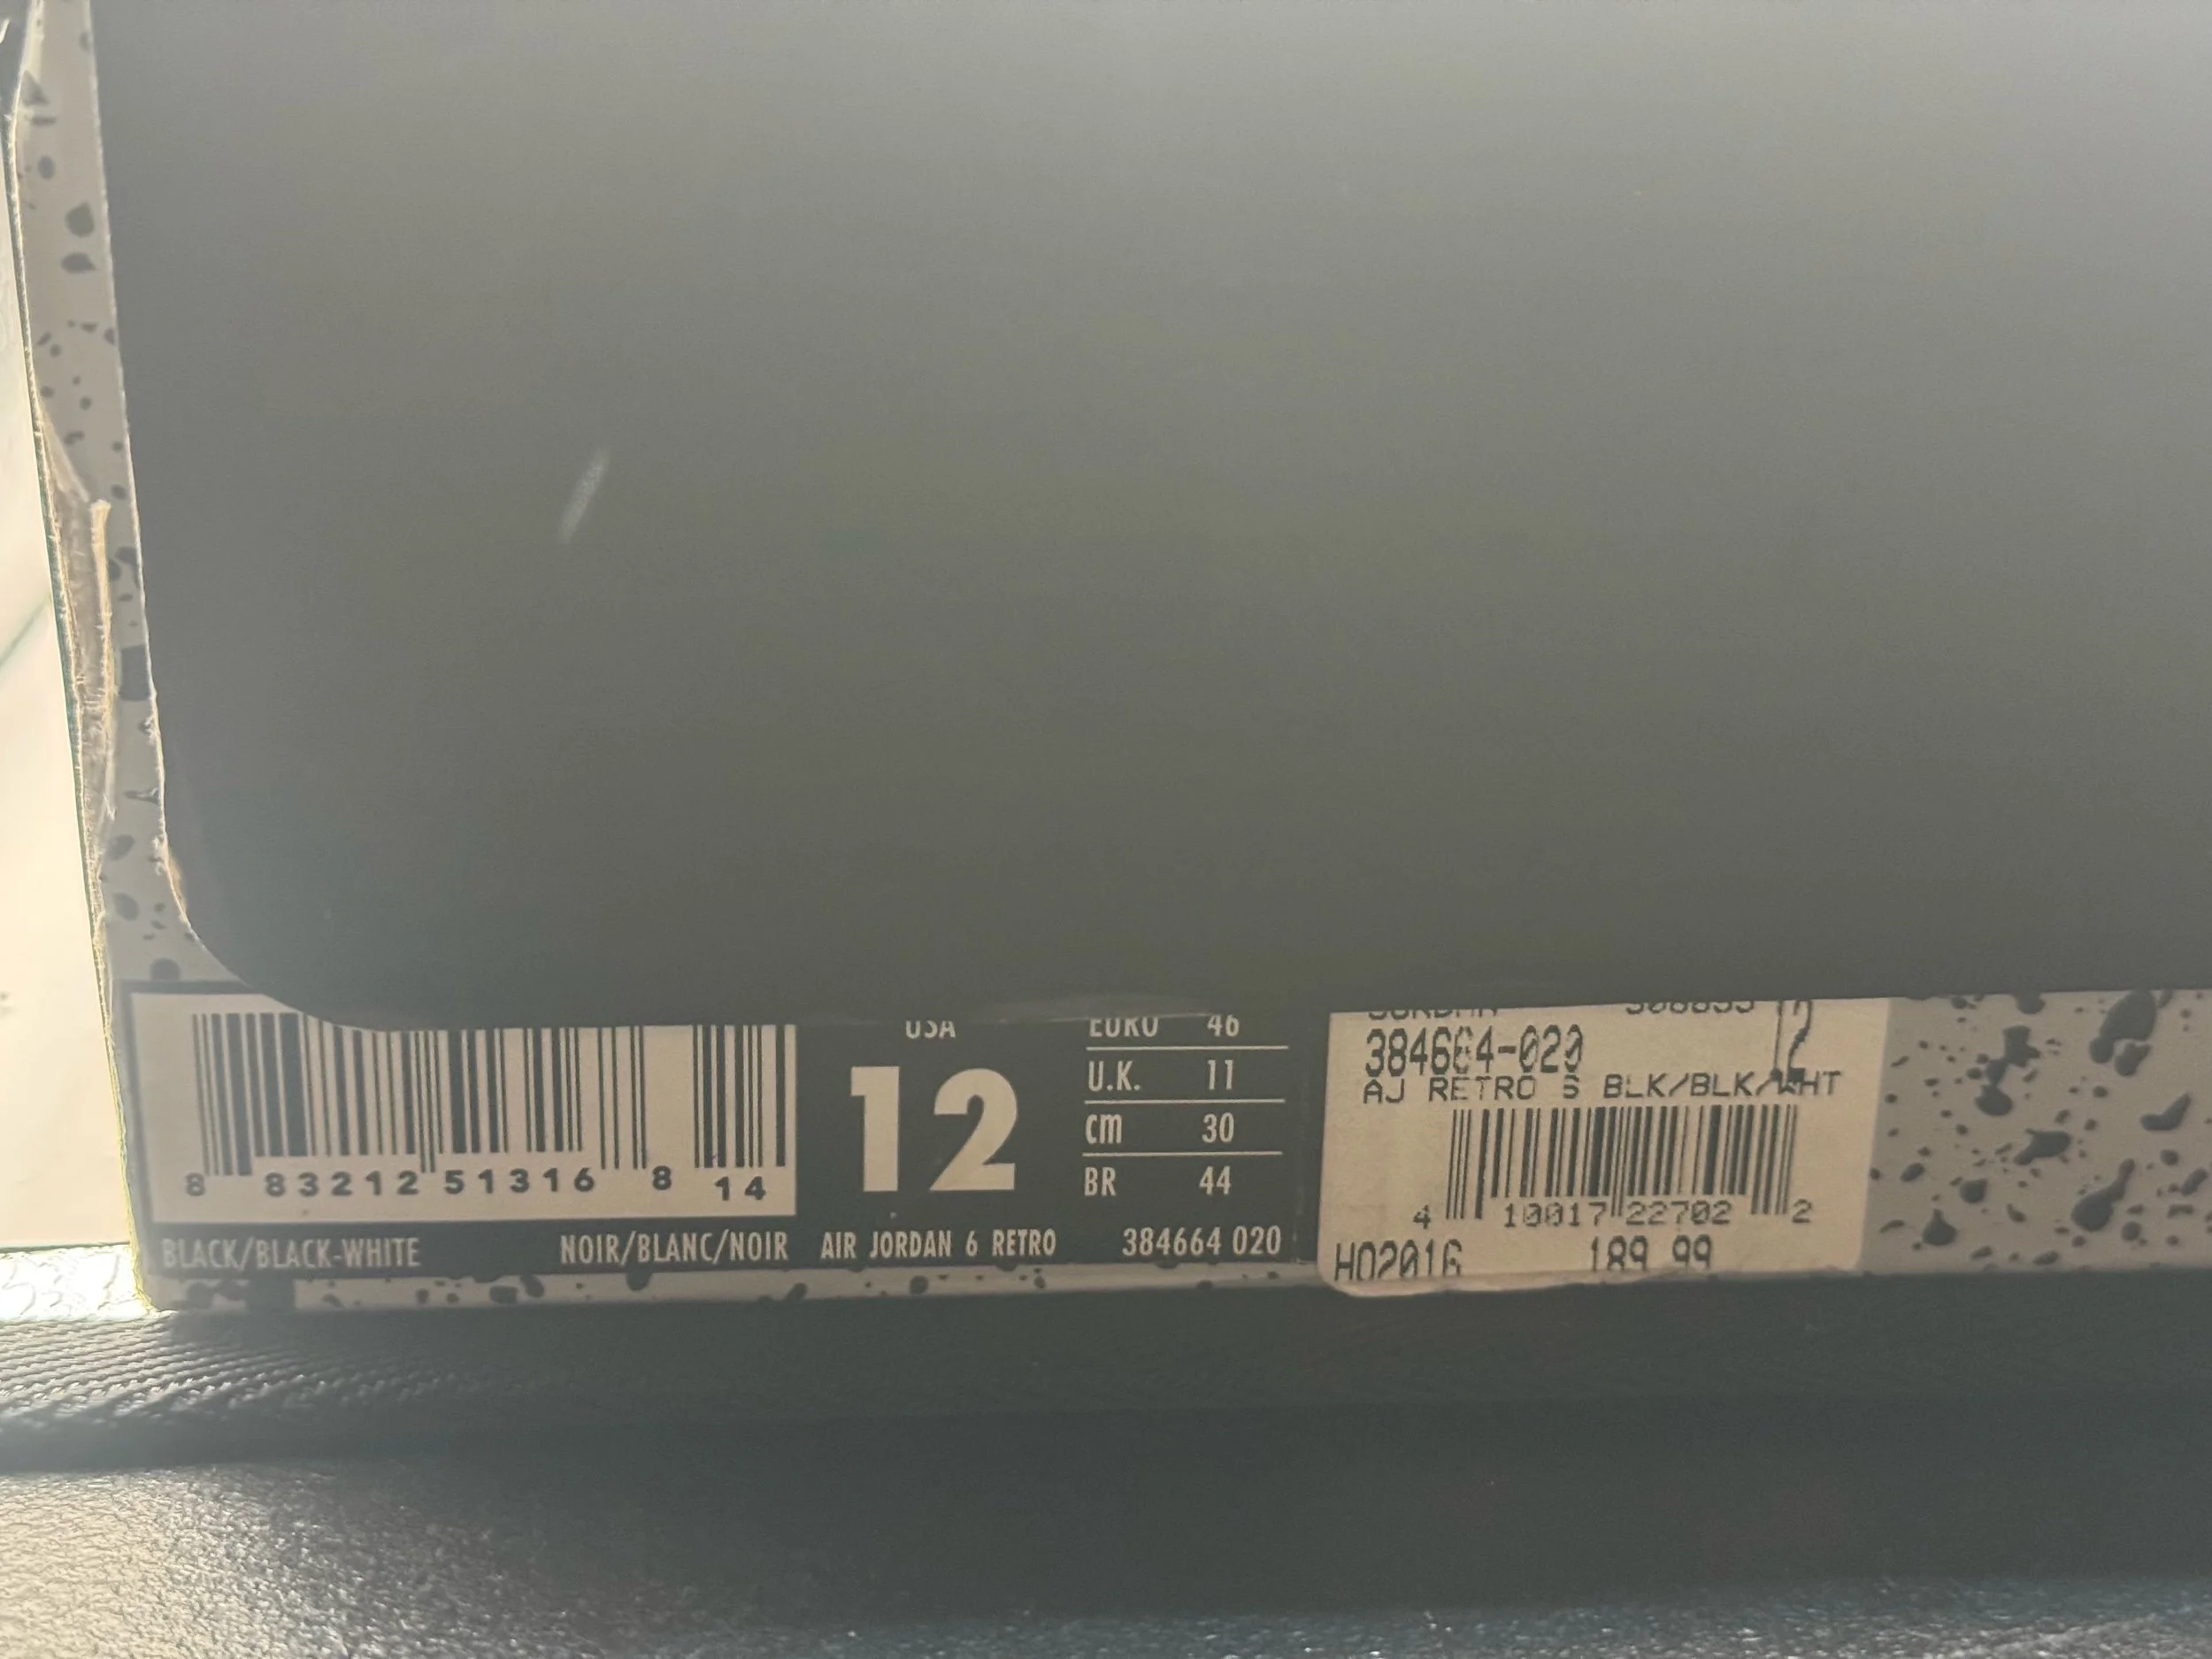 8 83212 51316 8 14
BLACK/BLACK-WHITE NOIR/BLANC/NOIR
USA
12
EURO 46
U.K. 11
cm 30
BR 44
AIR JORDAN 6 RETRO 384664 020
12
384664-020
AJ RETRO 6 BLK/BLK/WHT
4 10017 22702 2
HO2016 189.99